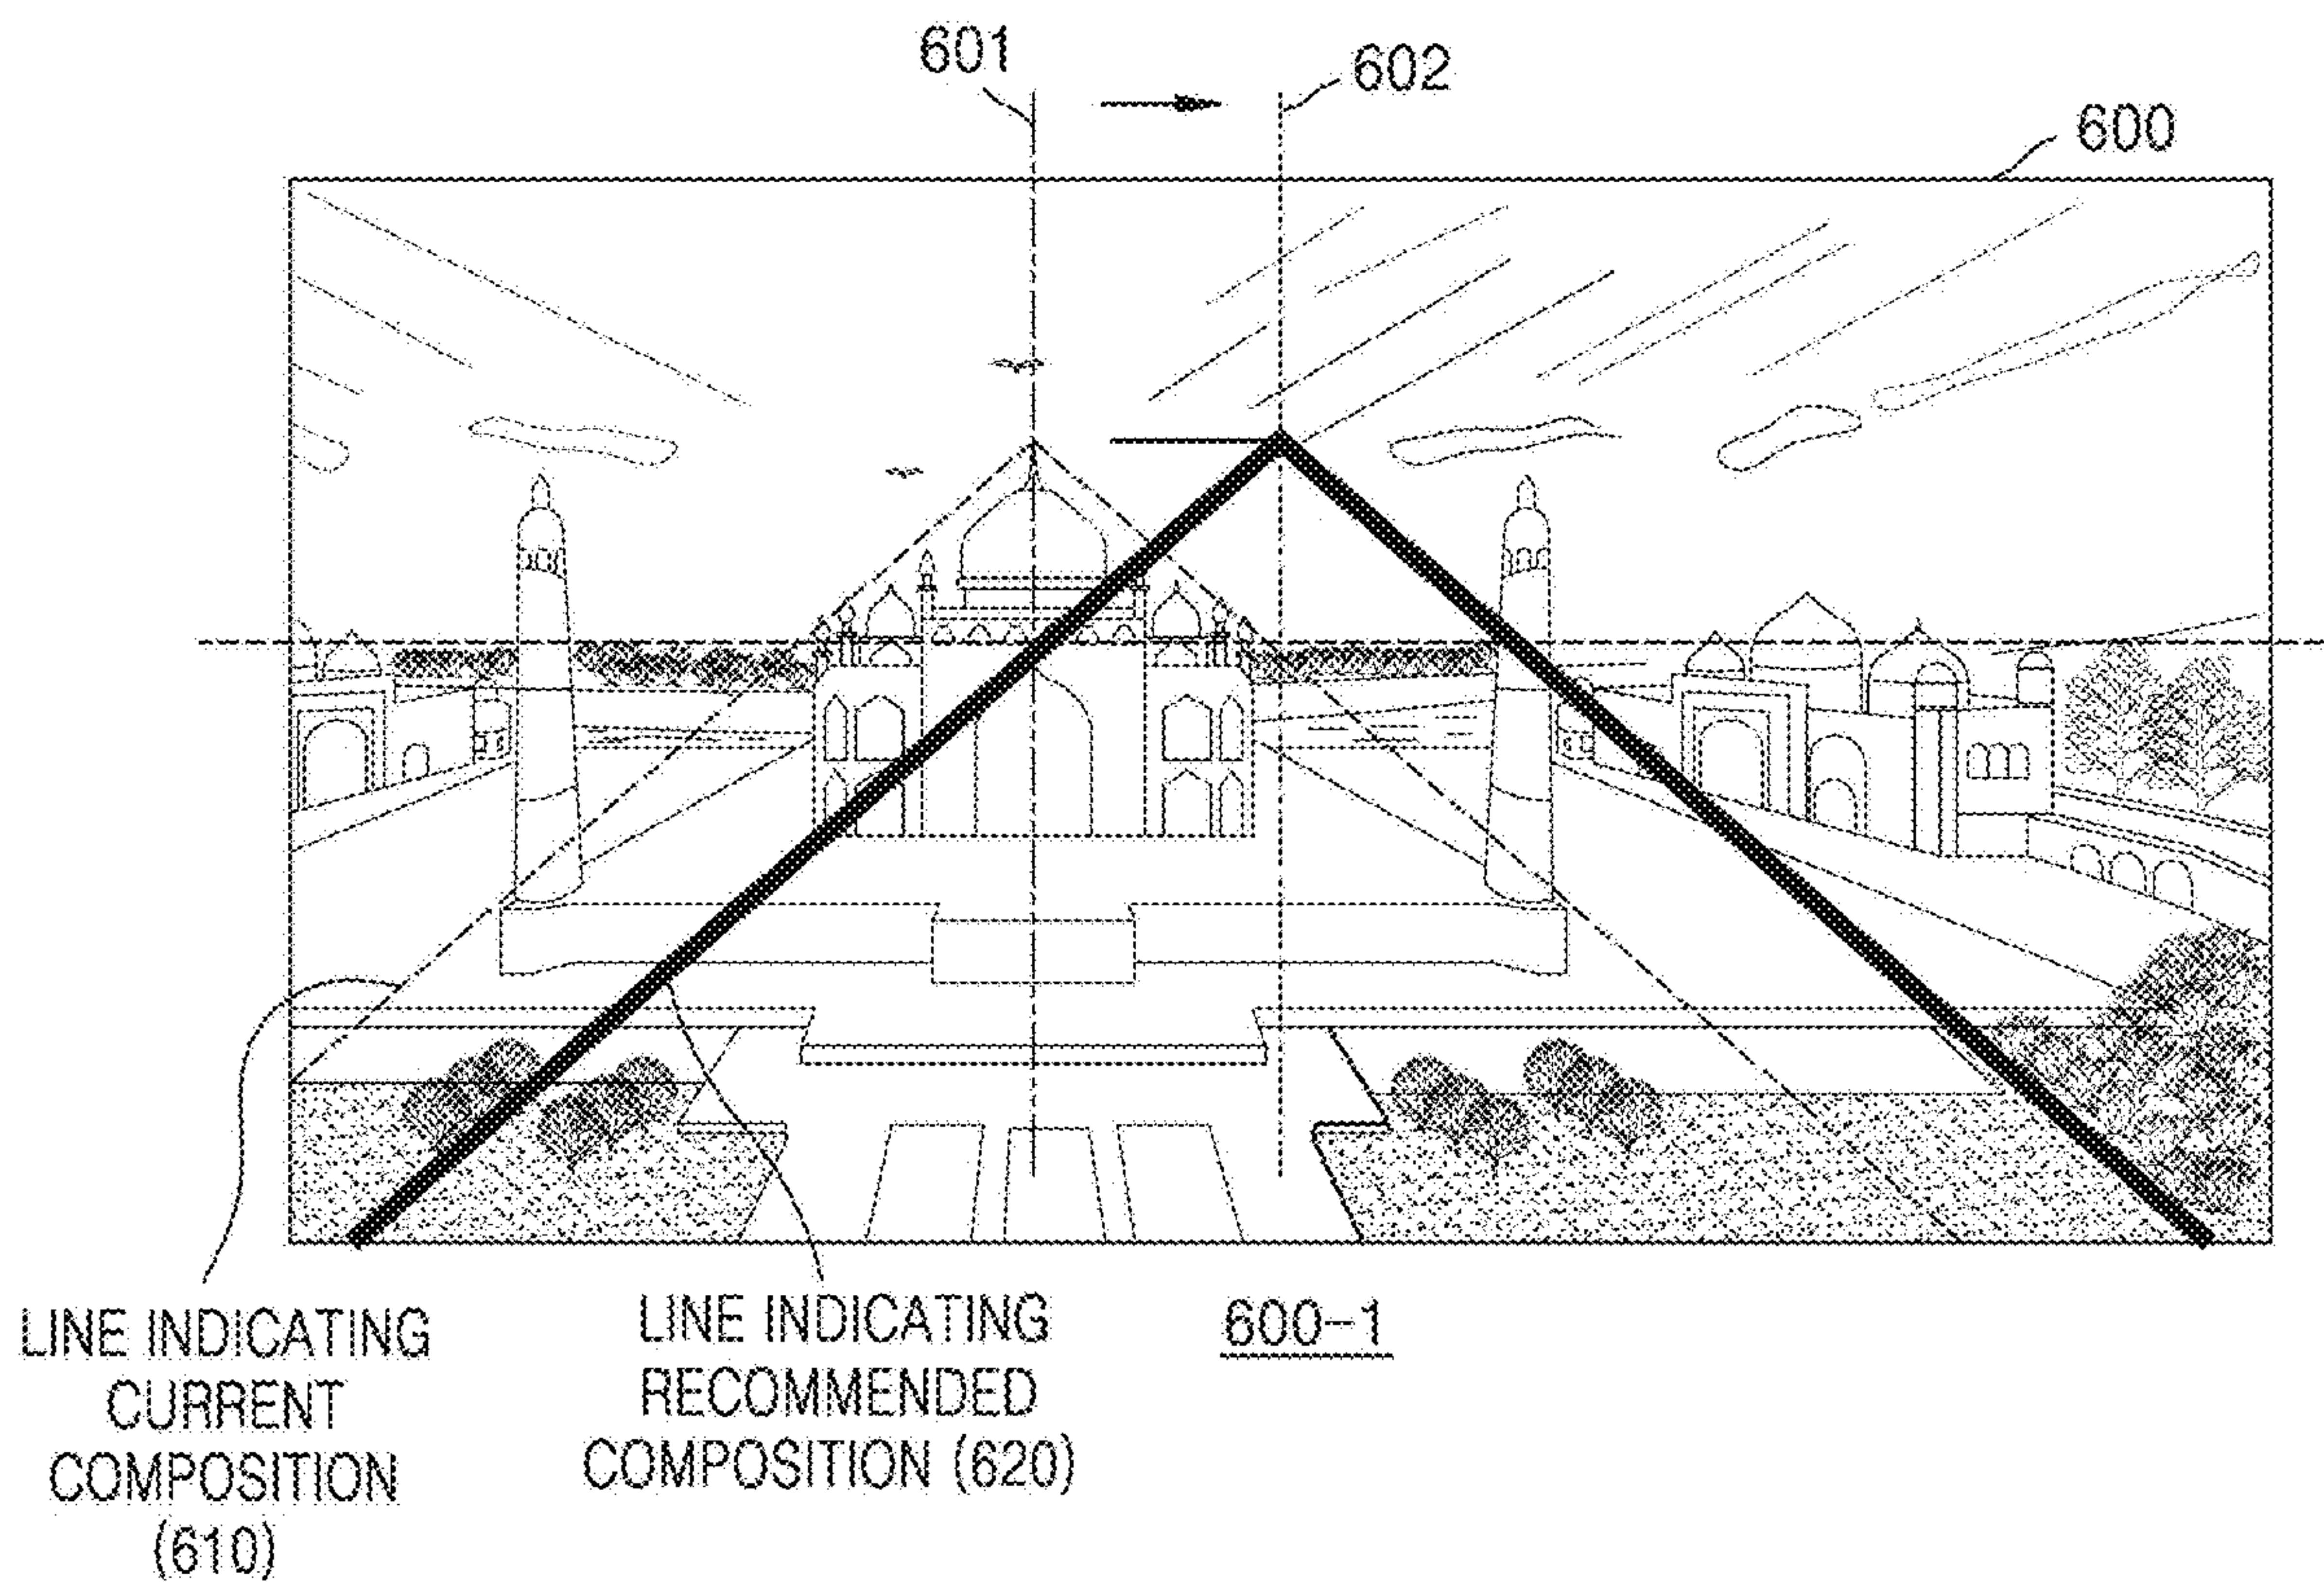 601
602
600
LINE INDICATING
CURRENT
COMPOSITION
(610)
LINE INDICATING
RECOMMENDED
COMPOSITION (620)
600-1